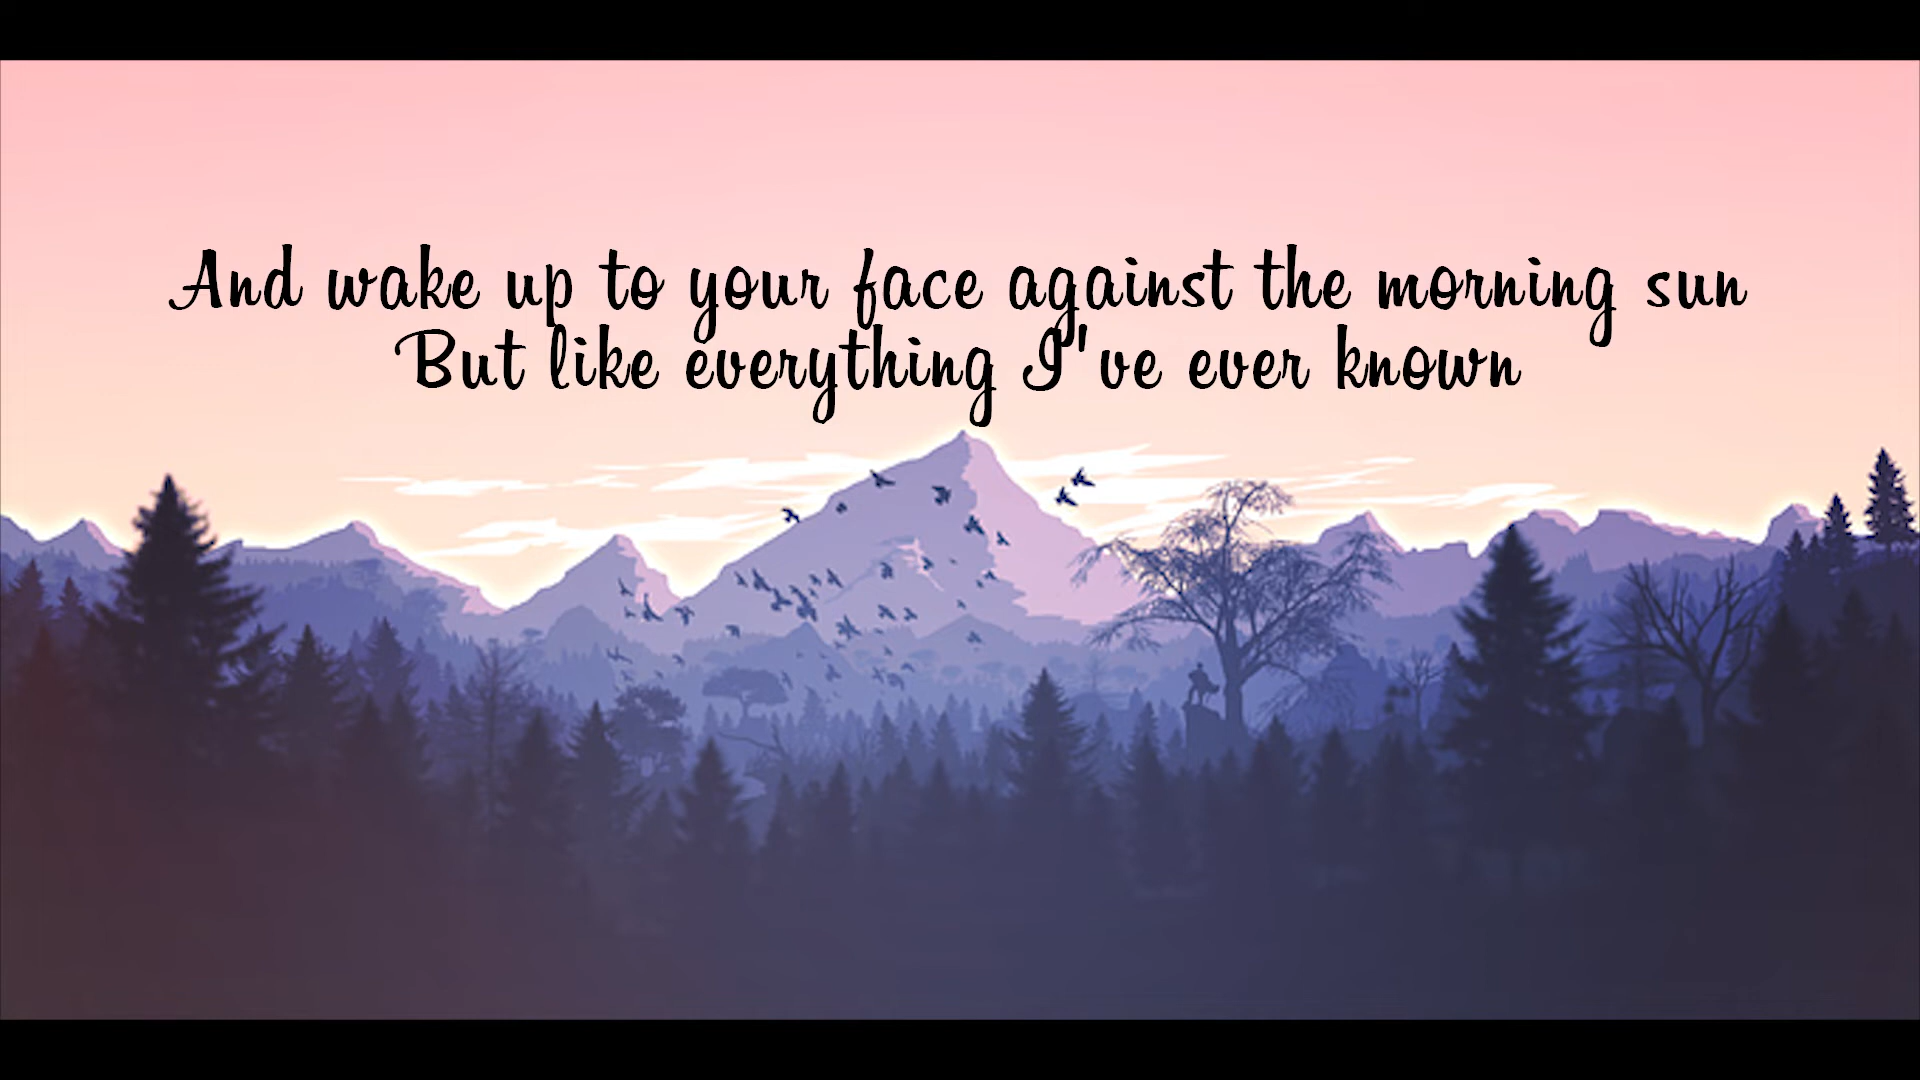 And wake up to your face against the morning sun
But like everything I've ever known